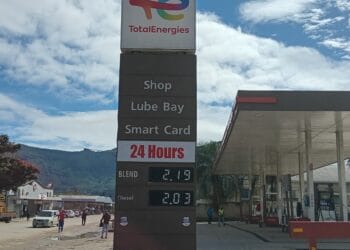 TotalEnergies
Shop
Lube Bay
Smart Card
24 Hours
BLEND 2.19
Diesel 2.03